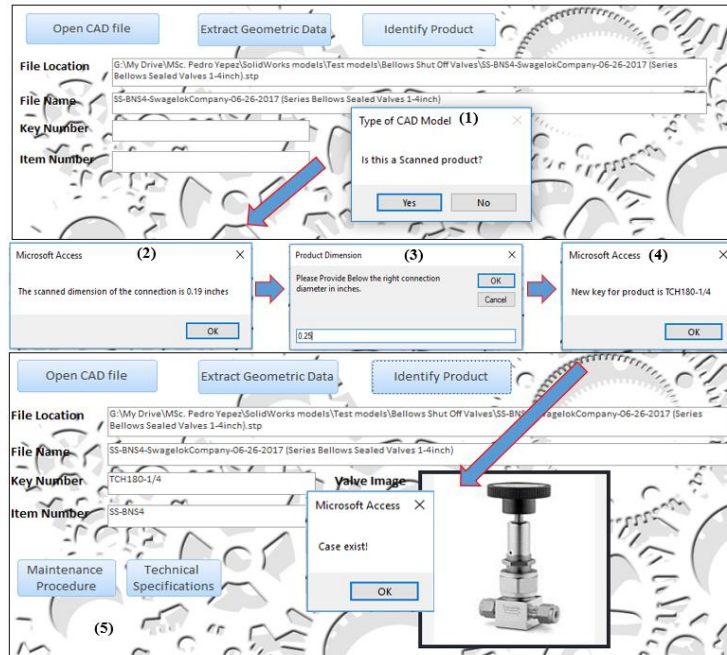 Open CAD file
Extract Geometric Data
Identify Product
File Location
G:\My Drive\MSc. Pedro Yepez\SolidWorks models\Test models\Bellows Shut Off Valves\SS-BNS4-SwagelokCompany-06-26-2017 (Series
Bellows Sealed Valves 1-4inch).stp
File Name
SS-BNS4-SwagelokCompany-06-26-2017 (Series Bellows Sealed Valves 1-4inch)
Key Number
Item Number
Type of CAD Model
(1)
Is this a Scanned product?
Yes
No
Microsoft Access
(2)
The scanned dimension of the connection is 0.19 inches
OK
Product Dimension
(3)
Please Provide Below the right connection
diameter in inches.
OK
Cancel
0.25
Microsoft Access
(4)
New key for product is TCH180-1/4
OK
Open CAD file
Extract Geometric Data
Identify Product
File Location
G:\My Drive\MSc. Pedro Yepez\SolidWorks models\Test models\Bellows Shut Off Valves\SS-BNS4-SwagelokCompany-06-26-2017 (Series
Bellows Sealed Valves 1-4inch).stp
File Name
SS-BNS4-SwagelokCompany-06-26-2017 (Series Bellows Sealed Valves 1-4inch)
Key Number
TCH180-1/4
Valve Image
Item Number
SS-BNS4
Microsoft Access
Case exist!
OK
Maintenance
Procedure
Technical
Specifications
(5)